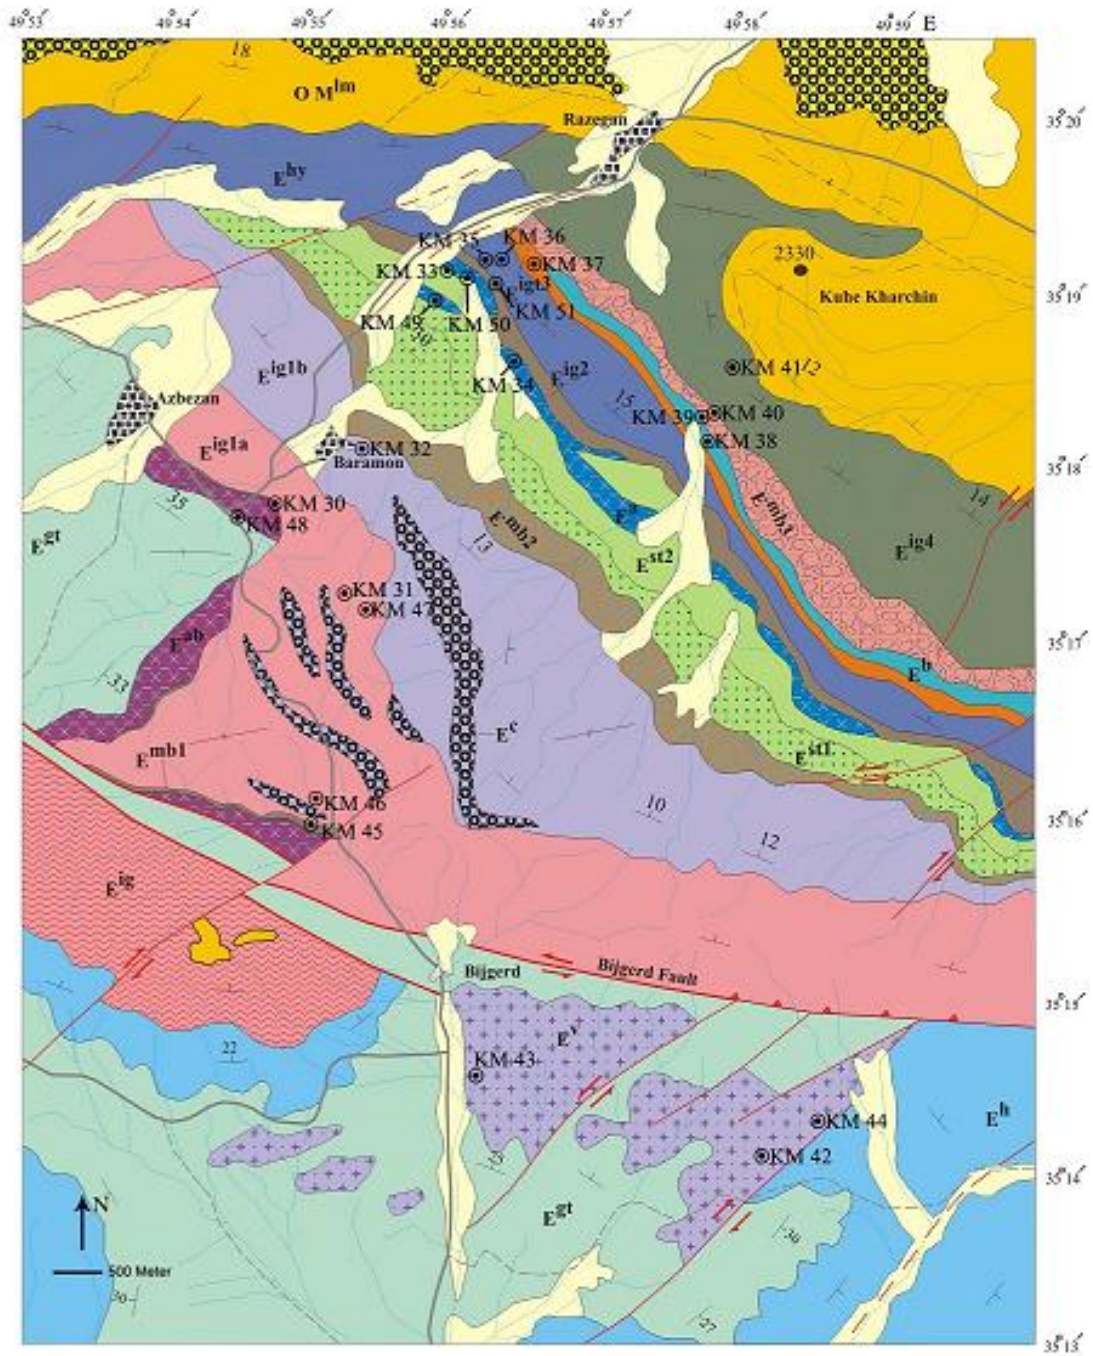 49 53′ 49 54′ 49 55′ 49 56′ 49 57′ 49 58′ 49 59′ E
18
O M lm
Razegan
35°20′
E hy
KM 35
KM 36
KM 33
KM 37
2330
E igt3
35°19′
Kuhe Kharchin
KM 49
KM 50
KM 51
KM 34
KM 41
E ig1b
E ig2
15
Azbezan
KM 39
KM 40
E ig1a
KM 32
KM 38
Baramon
35°18′
35
KM 30
14
KM 48
E mb2
E mb3
E gt
13
E ig4
E st2
KM 31
KM 47
35°17′
E ab
E b
33
E c
E mb1
E st1
KM 46
10
35°16′
KM 45
12
E ig
Bijgerd
Bijgerd Fault
35°15′
E v
22
KM 43
KM 44
E h
KM 42
35°14′
N
E gt
500 Meter
30
27
35°13′